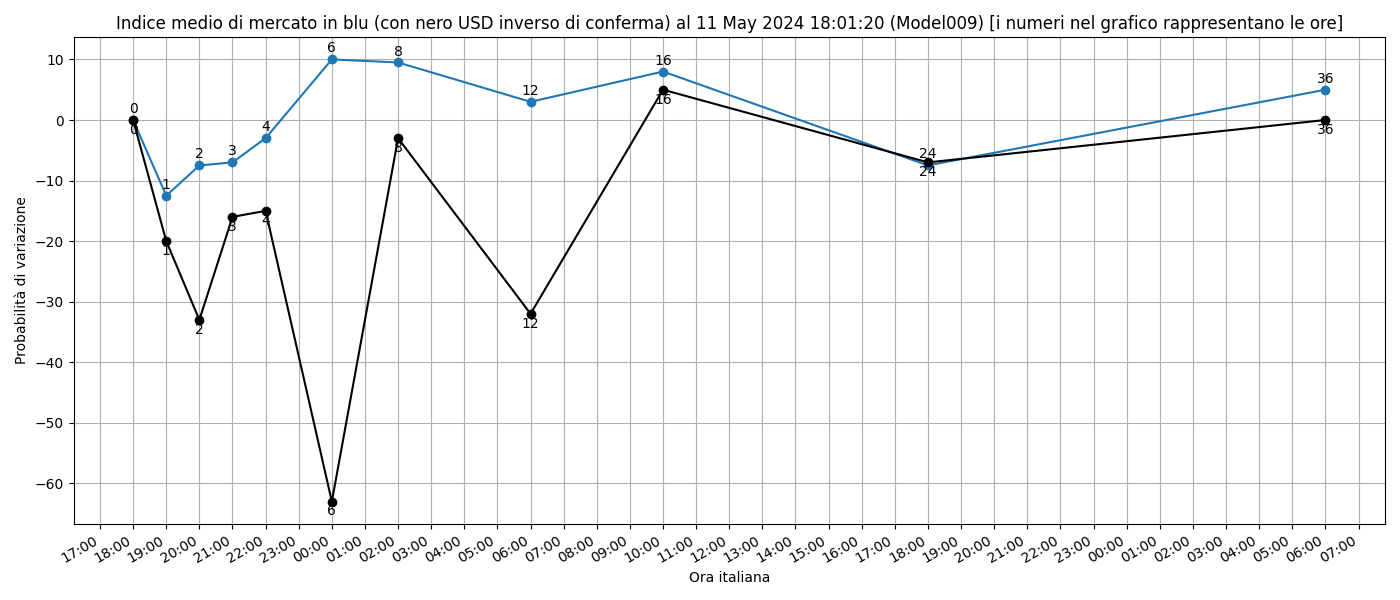 Indice medio di mercato in blu (con nero USD inverso di conferma) al 11 May 2024 18:01:20 (Model009) [i numeri nel grafico rappresentano le ore]
Probabilità di variazione
10
0
−10
−20
−30
−40
−50
−60
0 1 2 3 4 6 8 12 16 24 36
0 1 2 3 4 6 8 12 16 24 36
17:00 18:00 19:00 20:00 21:00 22:00 23:00 00:00 01:00 02:00 03:00 04:00 05:00 06:00 07:00 08:00 09:00 10:00 11:00 12:00 13:00 14:00 15:00 16:00 17:00 18:00 19:00 20:00 21:00 22:00 23:00 00:00 01:00 02:00 03:00 04:00 05:00 06:00 07:00
Ora italiana